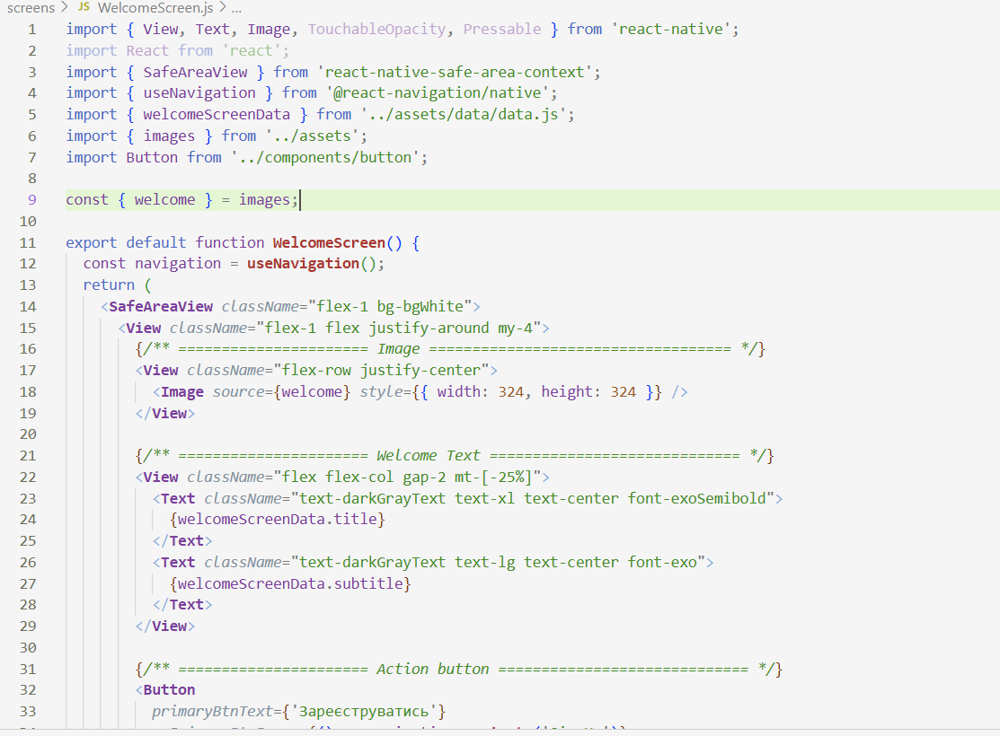 screens > JS WelcomeScreen.js > ...
1 import { View, Text, Image, TouchableOpacity, Pressable } from 'react-native';
2 import React from 'react';
3 import { SafeAreaView } from 'react-native-safe-area-context';
4 import { useNavigation } from '@react-navigation/native';
5 import { welcomeScreenData } from '../assets/data/data.js';
6 import { images } from '../assets';
7 import Button from '../components/button';
8
9 const { welcome } = images;
10
11 export default function WelcomeScreen() {
12 const navigation = useNavigation();
13 return (
14 <SafeAreaView className="flex-1 bg-bgWhite">
15 <View className="flex-1 flex justify-around my-4">
16 {/** ====================== Image =================================== */}
17 <View className="flex-row justify-center">
18 <Image source={welcome} style={{ width: 324, height: 324 }} />
19 </View>
20
21 {/** ====================== Welcome Text ============================= */}
22 <View className="flex flex-col gap-2 mt-[-25%]">
23 <Text className="text-darkGrayText text-xl text-center font-exoSemibold">
24 {welcomeScreenData.title}
25 </Text>
26 <Text className="text-darkGrayText text-lg text-center font-exo">
27 {welcomeScreenData.subtitle}
28 </Text>
29 </View>
30
31 {/** ====================== Action button ============================= */}
32 <Button
33 primaryBtnText={'Зареєструватись'}